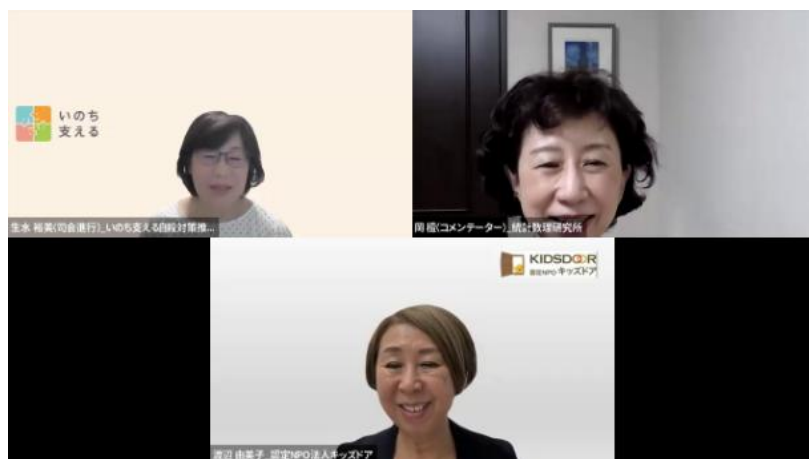 いのち
支える
生水 裕美(司会進行)_いのち支える自殺対策推...
岡 檀(コメンテーター)_統計数理研究所
KIDSDOOR
認定NPO キッズドア
渡辺 由美子_認定NPO法人キッズドア